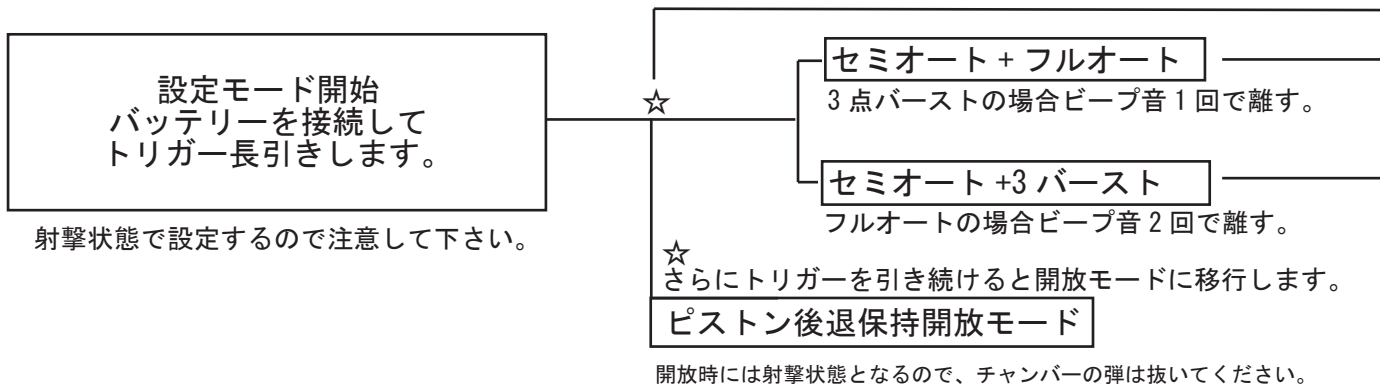 設定モード開始
バッテリーを接続して
トリガー長引きします。
射撃状態で設定するので注意して下さい。
☆
セミオート + フルオート
3 点バーストの場合ビープ音 1 回で離す。
セミオート +3 バースト
フルオートの場合ビープ音 2 回で離す。
☆
さらにトリガーを引き続けると開放モードに移行します。
ピストン後退保持開放モード
開放時には射撃状態となるので、チャンバーの弾は抜いてください。